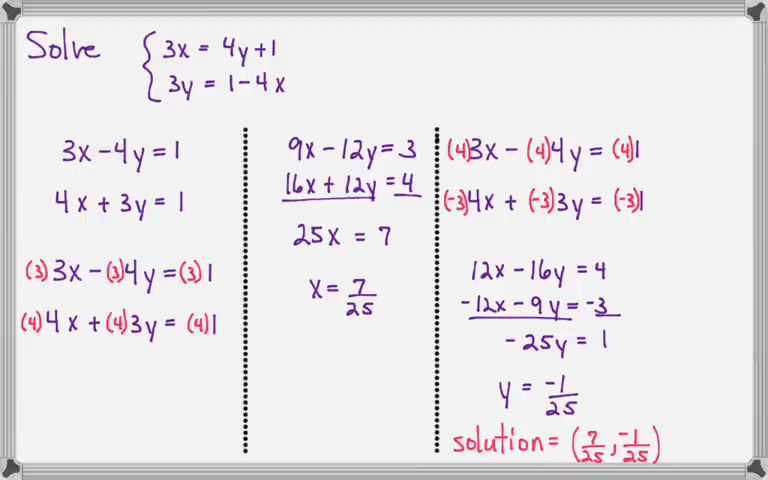 Solve
3x = 4y + 1
3y = 1 - 4x
3x - 4y = 1
4x + 3y = 1
(3)3x - (3)4y = (3)1
(4)4x + (4)3y = (4)1
9x - 12y = 3
16x + 12y = 4
25x = 7
x = 7/25
(4)3x - (4)4y = (4)1
(-3)4x + (-3)3y = (-3)1
12x - 16y = 4
-12x - 9y = -3
-25y = 1
y = -1/25
solution = (7/25, -1/25)